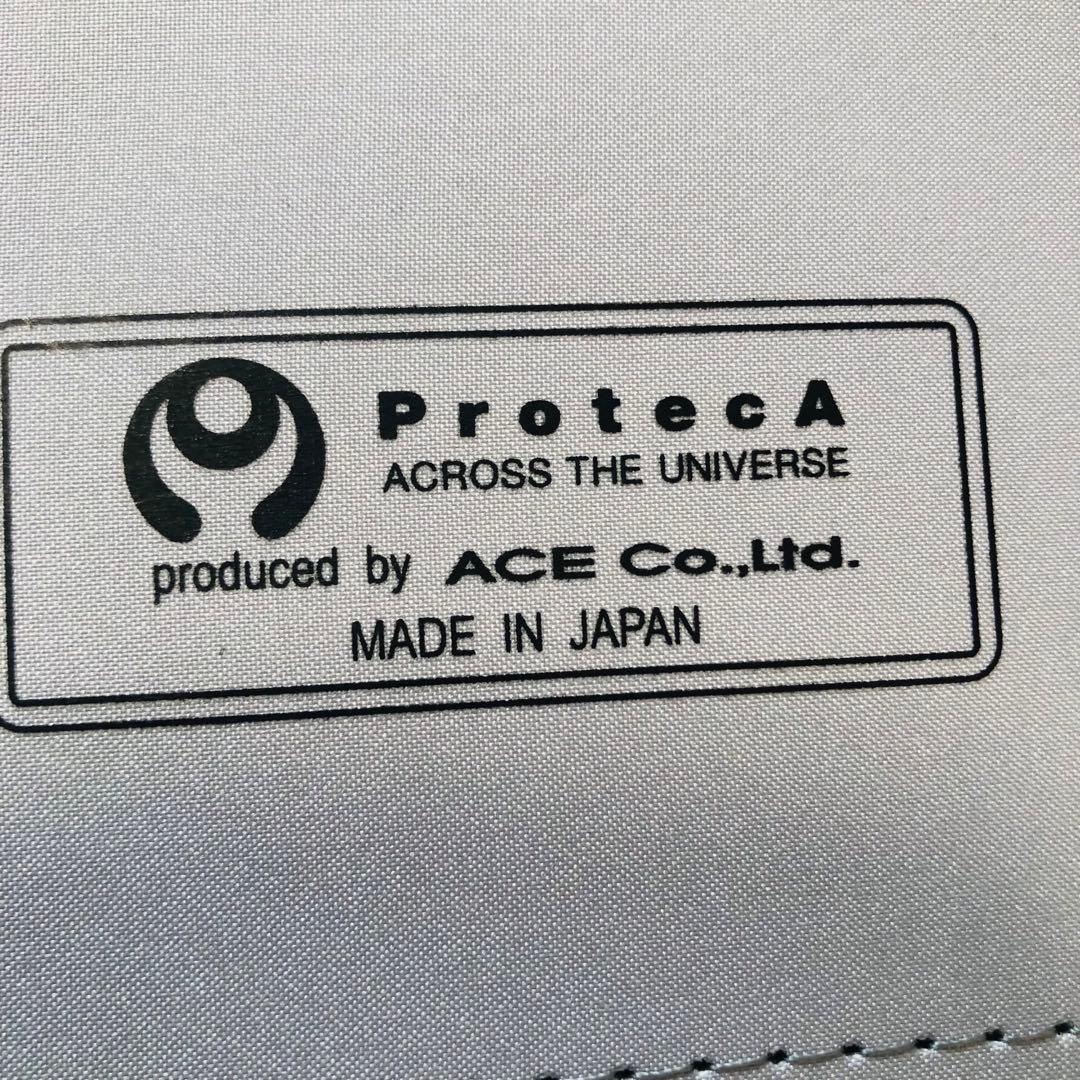 ProtecA
ACROSS THE UNIVERSE
produced by ACE Co.,Ltd.
MADE IN JAPAN